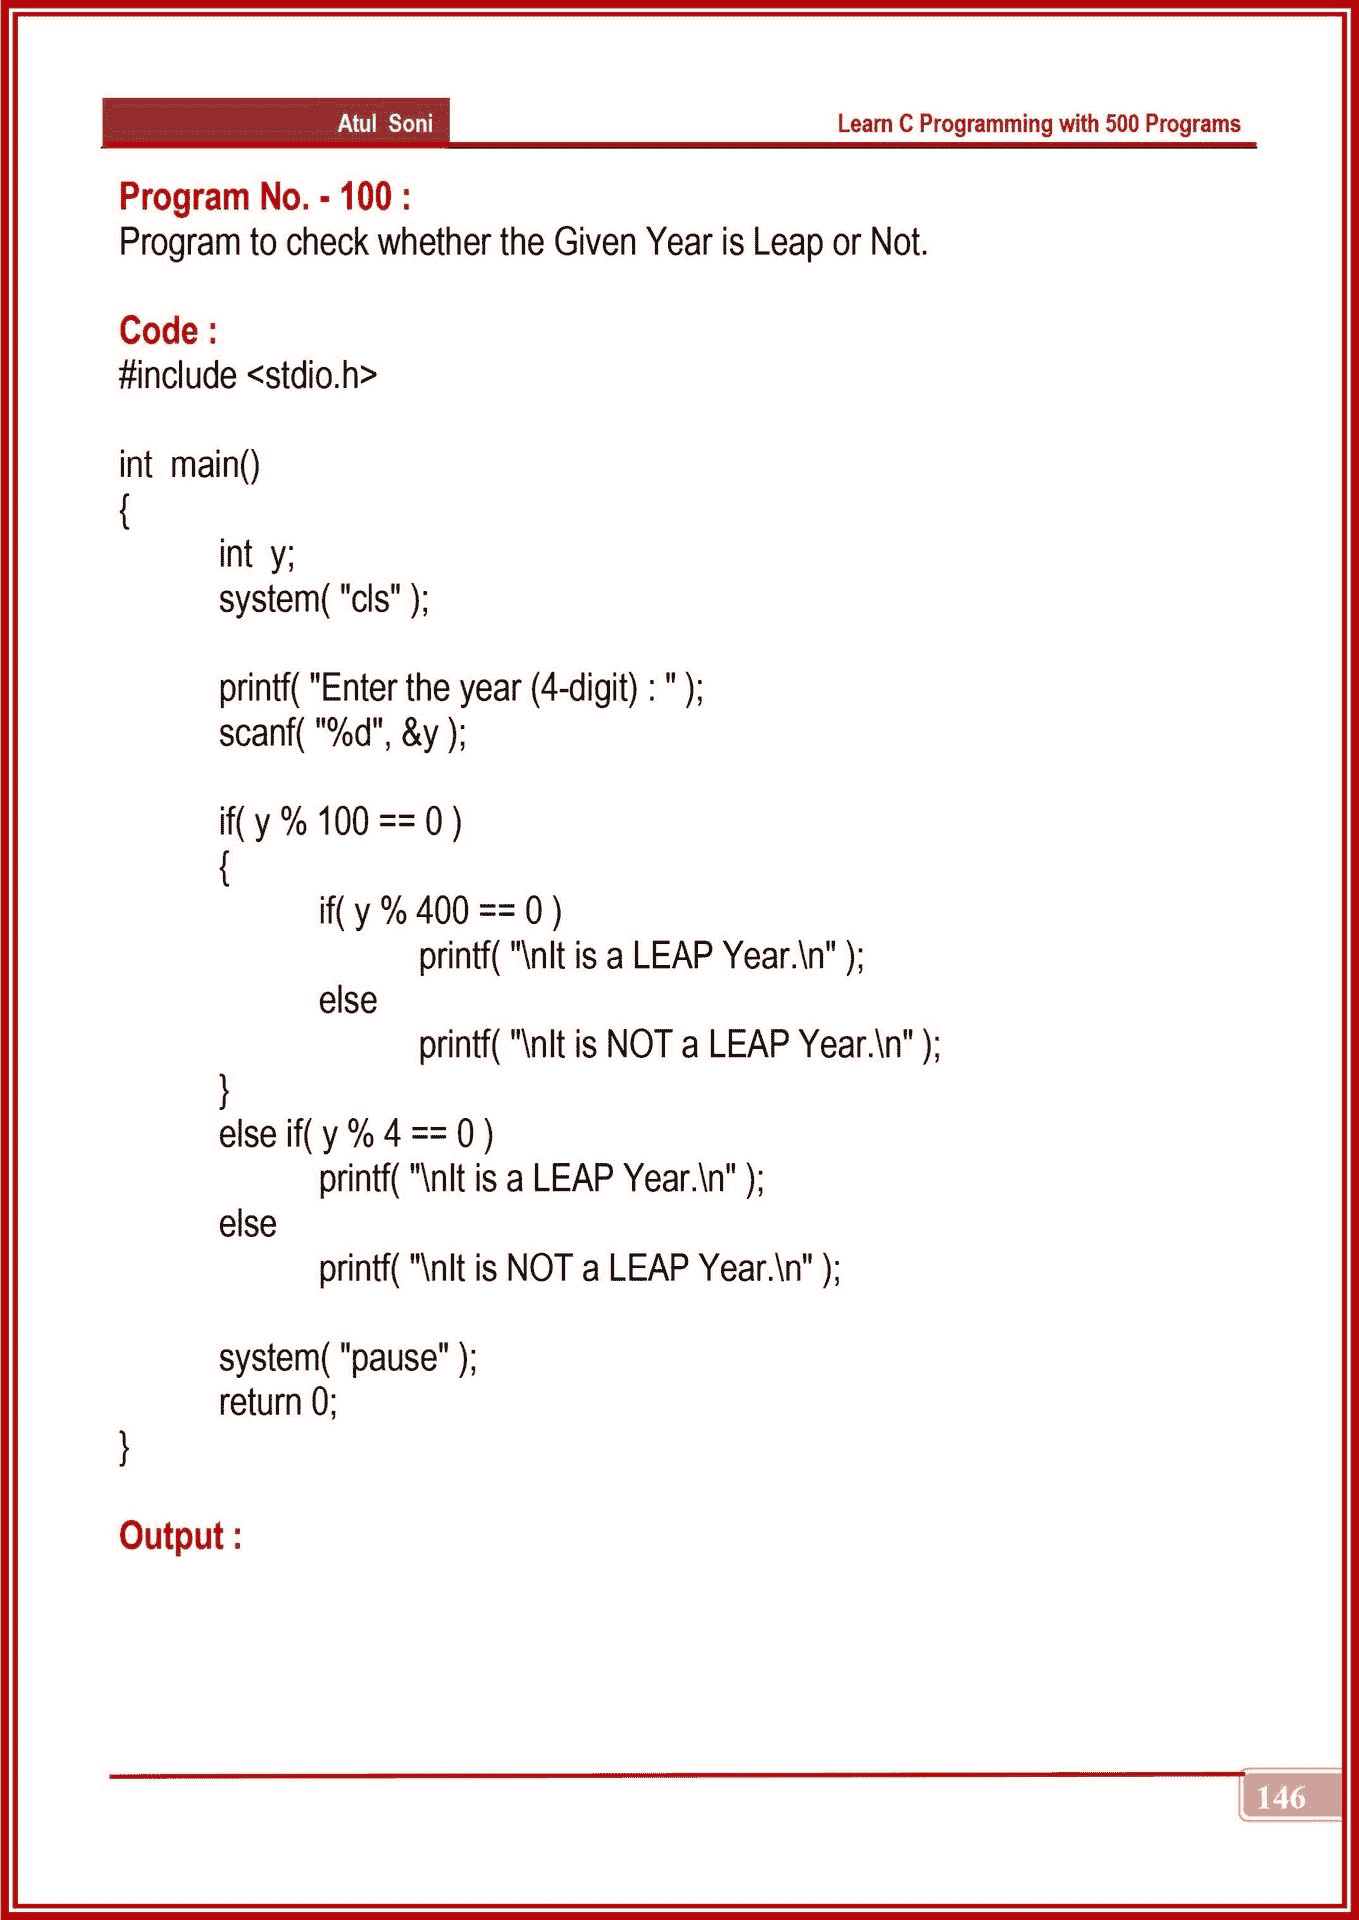 Atul Soni
Learn C Programming with 500 Programs
Program No. - 100 :
Program to check whether the Given Year is Leap or Not.
Code :
#include <stdio.h>
int main()
{
int y;
system( "cls" );
printf( "Enter the year (4-digit) : " );
scanf( "%d", &y );
if( y % 100 == 0 )
{
if( y % 400 == 0 )
printf( "\nIt is a LEAP Year.\n" );
else
printf( "\nIt is NOT a LEAP Year.\n" );
}
else if( y % 4 == 0 )
printf( "\nIt is a LEAP Year.\n" );
else
printf( "\nIt is NOT a LEAP Year.\n" );
system( "pause" );
return 0;
}
Output :
146